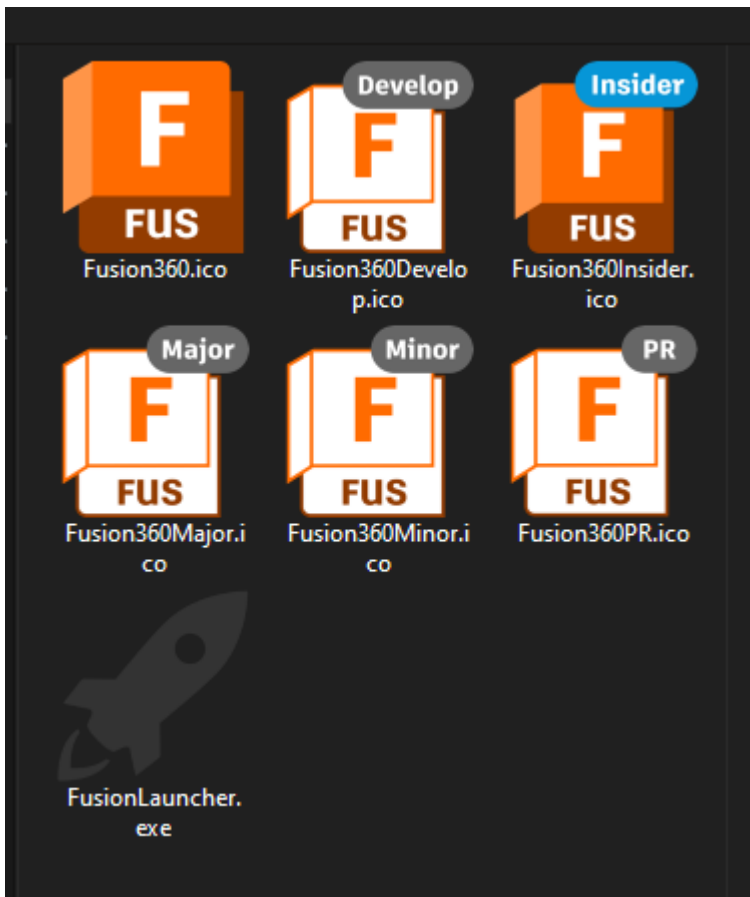 F
FUS
Fusion360.ico
Develop
F
FUS
Fusion360Develo
p.ico
Insider
F
FUS
Fusion360Insider.
ico
Major
F
FUS
Fusion360Major.i
co
Minor
F
FUS
Fusion360Minor.i
co
PR
F
FUS
Fusion360PR.ico
FusionLauncher.
exe